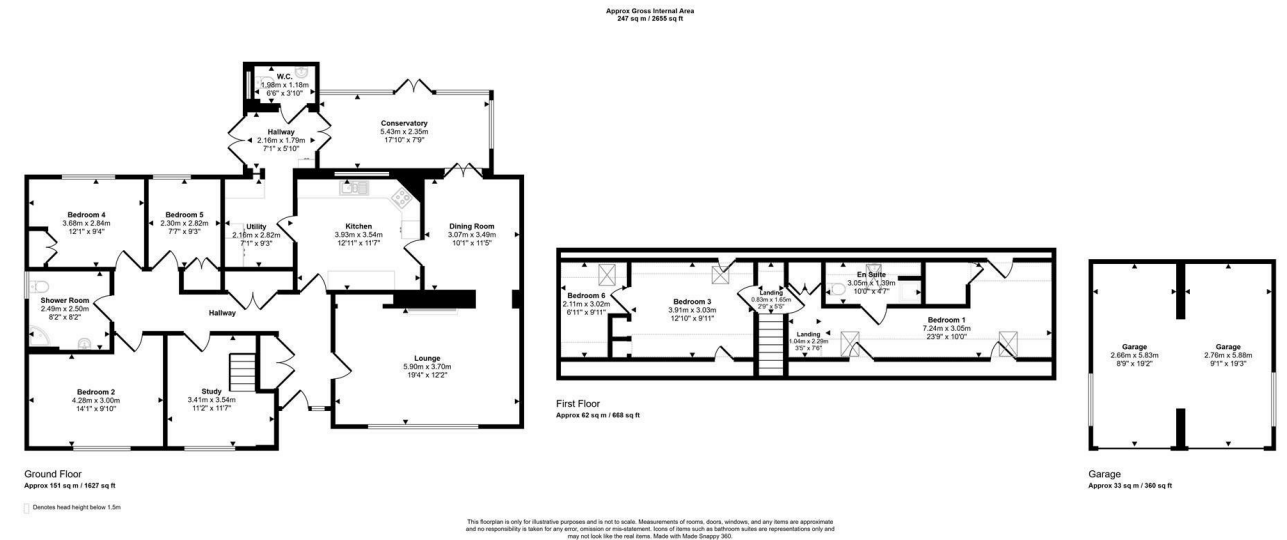 Approx Gross Internal Area
247 sq m / 2655 sq ft
W.C.
1.98m x 1.18m
6'6" x 3'10"
Hallway
2.16m x 1.79m
7'1" x 5'10"
Conservatory
5.43m x 2.35m
17'10" x 7'9"
Bedroom 4
3.68m x 2.84m
12'1" x 9'4"
Bedroom 5
2.30m x 2.82m
7'7" x 9'3"
Utility
2.16m x 2.82m
7'1" x 9'3"
Kitchen
3.93m x 3.54m
12'11" x 11'7"
Dining Room
3.07m x 3.49m
10'1" x 11'5"
Shower Room
2.49m x 2.50m
8'2" x 8'2"
Hallway
Lounge
5.90m x 3.70m
19'4" x 12'2"
Bedroom 2
4.28m x 3.00m
14'1" x 9'10"
Study
3.41m x 3.54m
11'2" x 11'7"
Ground Floor
Approx 151 sq m / 1627 sq ft
Denotes head height below 1.5m
Bedroom 6
2.11m x 3.02m
6'11" x 9'11"
Bedroom 3
3.91m x 3.03m
12'10" x 9'11"
Landing
0.83m x 1.65m
2'9" x 5'5"
En Suite
3.05m x 1.39m
10'0" x 4'7"
Landing
1.04m x 2.29m
3'5" x 7'6"
Bedroom 1
7.24m x 3.05m
23'9" x 10'0"
First Floor
Approx 62 sq m / 668 sq ft
Garage
2.66m x 5.83m
8'9" x 19'2"
Garage
2.76m x 5.88m
9'1" x 19'3"
Garage
Approx 33 sq m / 360 sq ft
This floorplan is only for illustrative purposes and is not to scale. Measurements of rooms, doors, windows, and any items are approximate
and no responsibility is taken for any error, omission or mis-statement. Icons of items such as bathroom suites are representations only and
may not look like the real items. Made with Made Snappy 360.